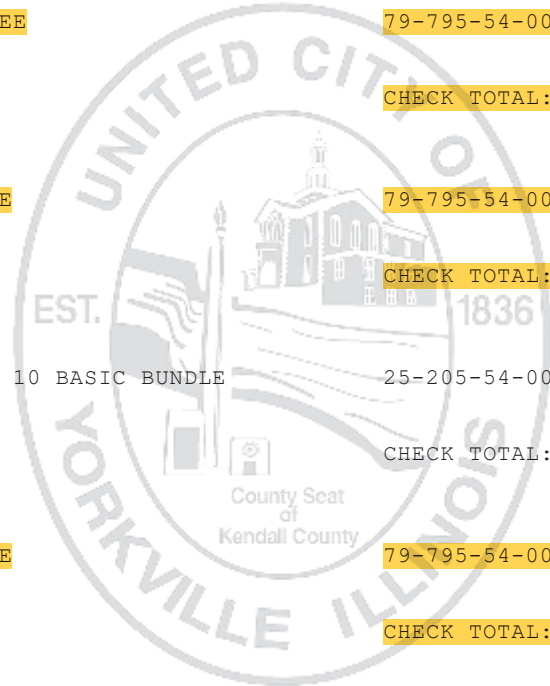 EE 79-795-54-00
CHECK TOTAL:
E 79-795-54-00
CHECK TOTAL:
10 BASIC BUNDLE 25-205-54-00
CHECK TOTAL:
E 79-795-54-00
CHECK TOTAL:
UNITED CITY OF
EST. 1836
County Seat
of
Kendall County
YORKVILLE ILLINOIS